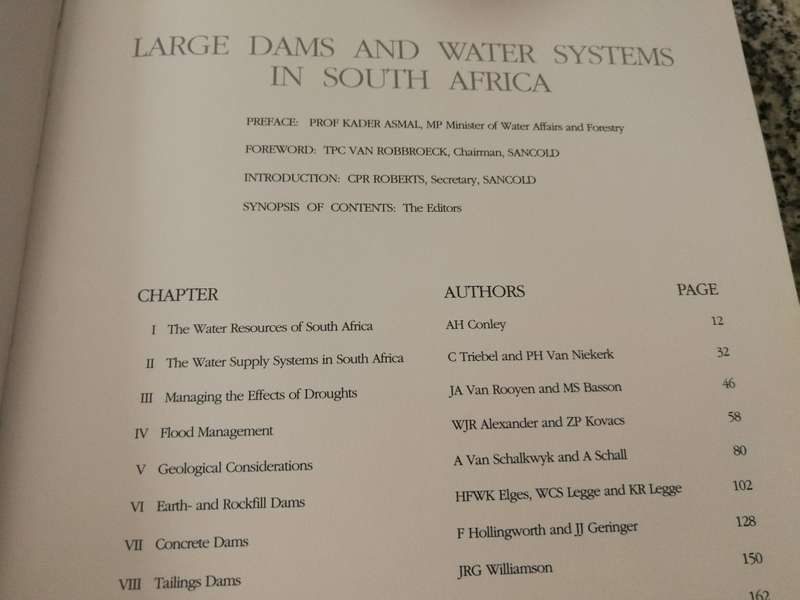 LARGE DAMS AND WATER SYSTEMS
IN SOUTH AFRICA
PREFACE: PROF KADER ASMAL, MP Minister of Water Affairs and Forestry
FOREWORD: TPC VAN ROBBROECK, Chairman, SANCOLD
INTRODUCTION: CPR ROBERTS, Secretary, SANCOLD
SYNOPSIS OF CONTENTS: The Editors
CHAPTER AUTHORS PAGE
I The Water Resources of South Africa AH Conley 12
II The Water Supply Systems in South Africa C Triebel and PH Van Niekerk 32
III Managing the Effects of Droughts JA Van Rooyen and MS Basson 46
IV Flood Management WJR Alexander and ZP Kovacs 58
V Geological Considerations A Van Schalkwyk and A Schall 80
VI Earth- and Rockfill Dams HFWK Elges, WCS Legge and KR Legge 102
VII Concrete Dams F Hollingworth and JJ Geringer 128
VIII Tailings Dams JRG Williamson 150
162